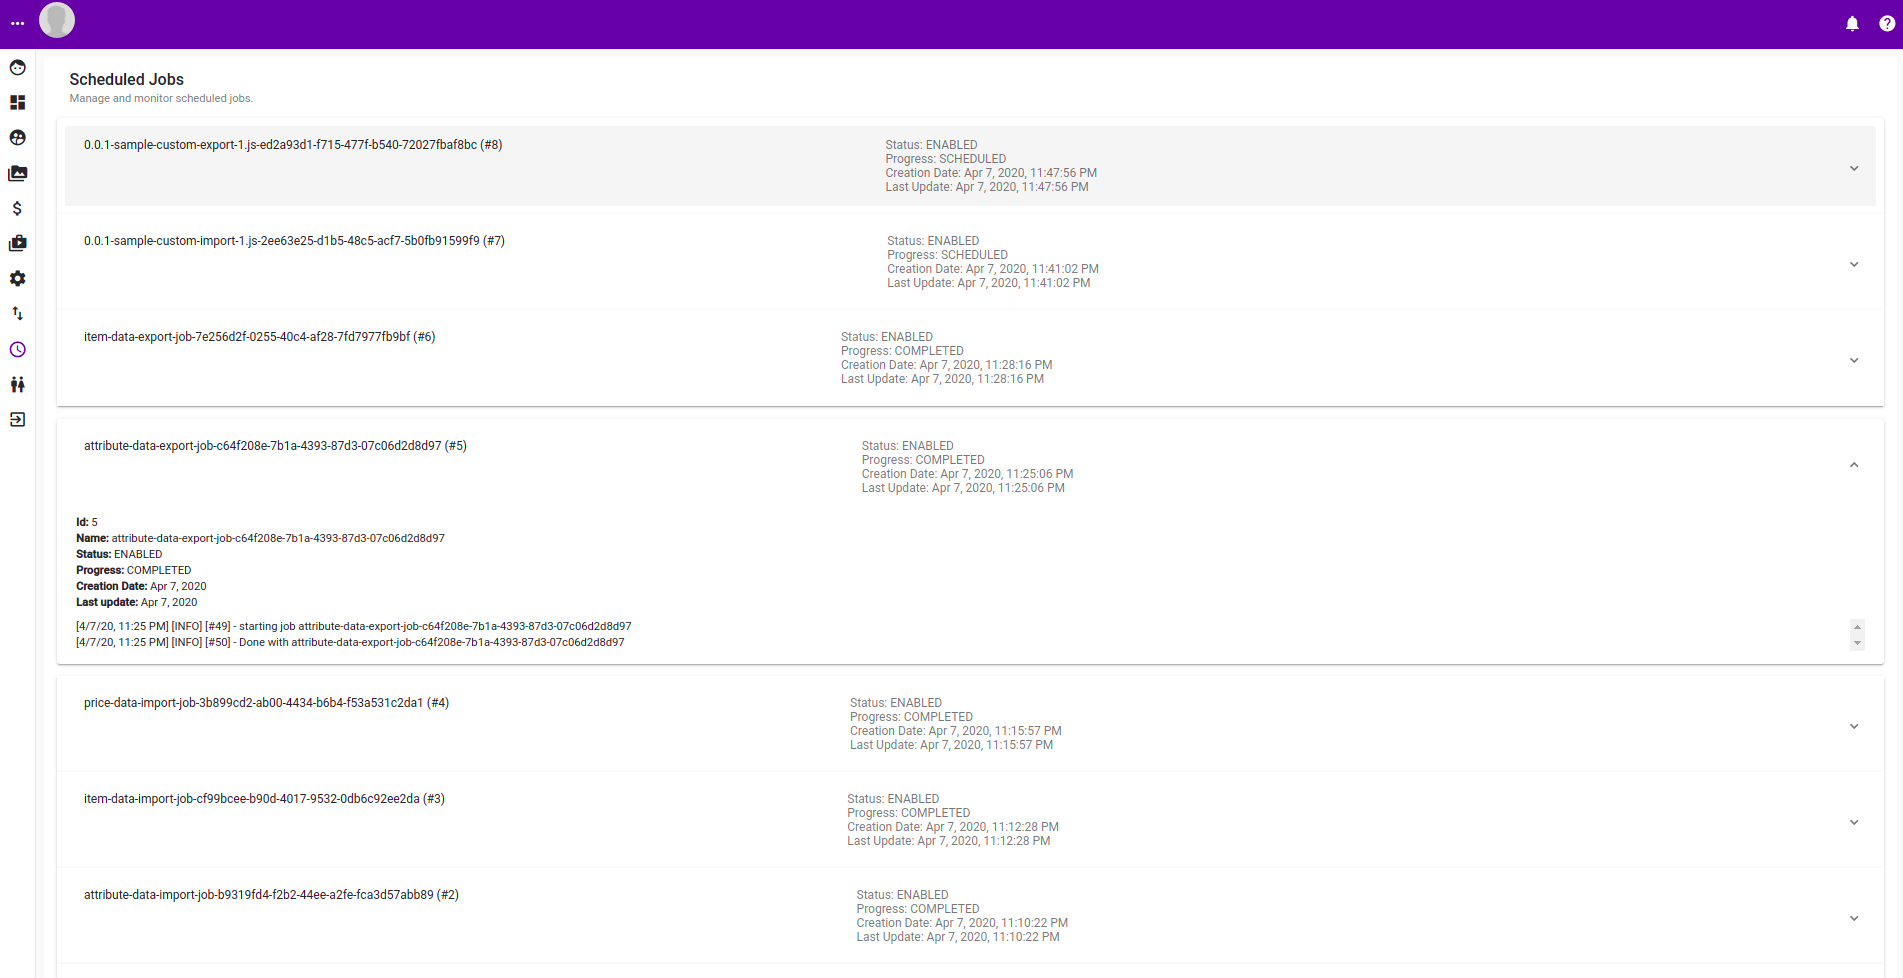 Scheduled Jobs
Manage and monitor scheduled jobs.
0.0.1-sample-custom-export-1.js-ed2a93d1-f715-477f-b540-72027fbaf8bc (#8)
Status: ENABLED
Progress: SCHEDULED
Creation Date: Apr 7, 2020, 11:47:56 PM
Last Update: Apr 7, 2020, 11:47:56 PM
0.0.1-sample-custom-import-1.js-2ee63e25-d1b5-48c5-acf7-5b0fb91599f9 (#7)
Status: ENABLED
Progress: SCHEDULED
Creation Date: Apr 7, 2020, 11:41:02 PM
Last Update: Apr 7, 2020, 11:41:02 PM
item-data-export-job-7e256d2f-0255-40c4-af28-7fd7977fb9bf (#6)
Status: ENABLED
Progress: COMPLETED
Creation Date: Apr 7, 2020, 11:28:16 PM
Last Update: Apr 7, 2020, 11:28:16 PM
attribute-data-export-job-c64f208e-7b1a-4393-87d3-07c06d2d8d97 (#5)
Status: ENABLED
Progress: COMPLETED
Creation Date: Apr 7, 2020, 11:25:06 PM
Last Update: Apr 7, 2020, 11:25:06 PM
Id: 5
Name: attribute-data-export-job-c64f208e-7b1a-4393-87d3-07c06d2d8d97
Status: ENABLED
Progress: COMPLETED
Creation Date: Apr 7, 2020
Last update: Apr 7, 2020
[4/7/20, 11:25 PM] [INFO] [#49] - starting job attribute-data-export-job-c64f208e-7b1a-4393-87d3-07c06d2d8d97
[4/7/20, 11:25 PM] [INFO] [#50] - Done with attribute-data-export-job-c64f208e-7b1a-4393-87d3-07c06d2d8d97
price-data-import-job-3b899cd2-ab00-4434-b6b4-f53a531c2da1 (#4)
Status: ENABLED
Progress: COMPLETED
Creation Date: Apr 7, 2020, 11:15:57 PM
Last Update: Apr 7, 2020, 11:15:57 PM
item-data-import-job-cf99bcee-b90d-4017-9532-0db6c92ee2da (#3)
Status: ENABLED
Progress: COMPLETED
Creation Date: Apr 7, 2020, 11:12:28 PM
Last Update: Apr 7, 2020, 11:12:28 PM
attribute-data-import-job-b9319fd4-f2b2-44ee-a2fe-fca3d57abb89 (#2)
Status: ENABLED
Progress: COMPLETED
Creation Date: Apr 7, 2020, 11:10:22 PM
Last Update: Apr 7, 2020, 11:10:22 PM